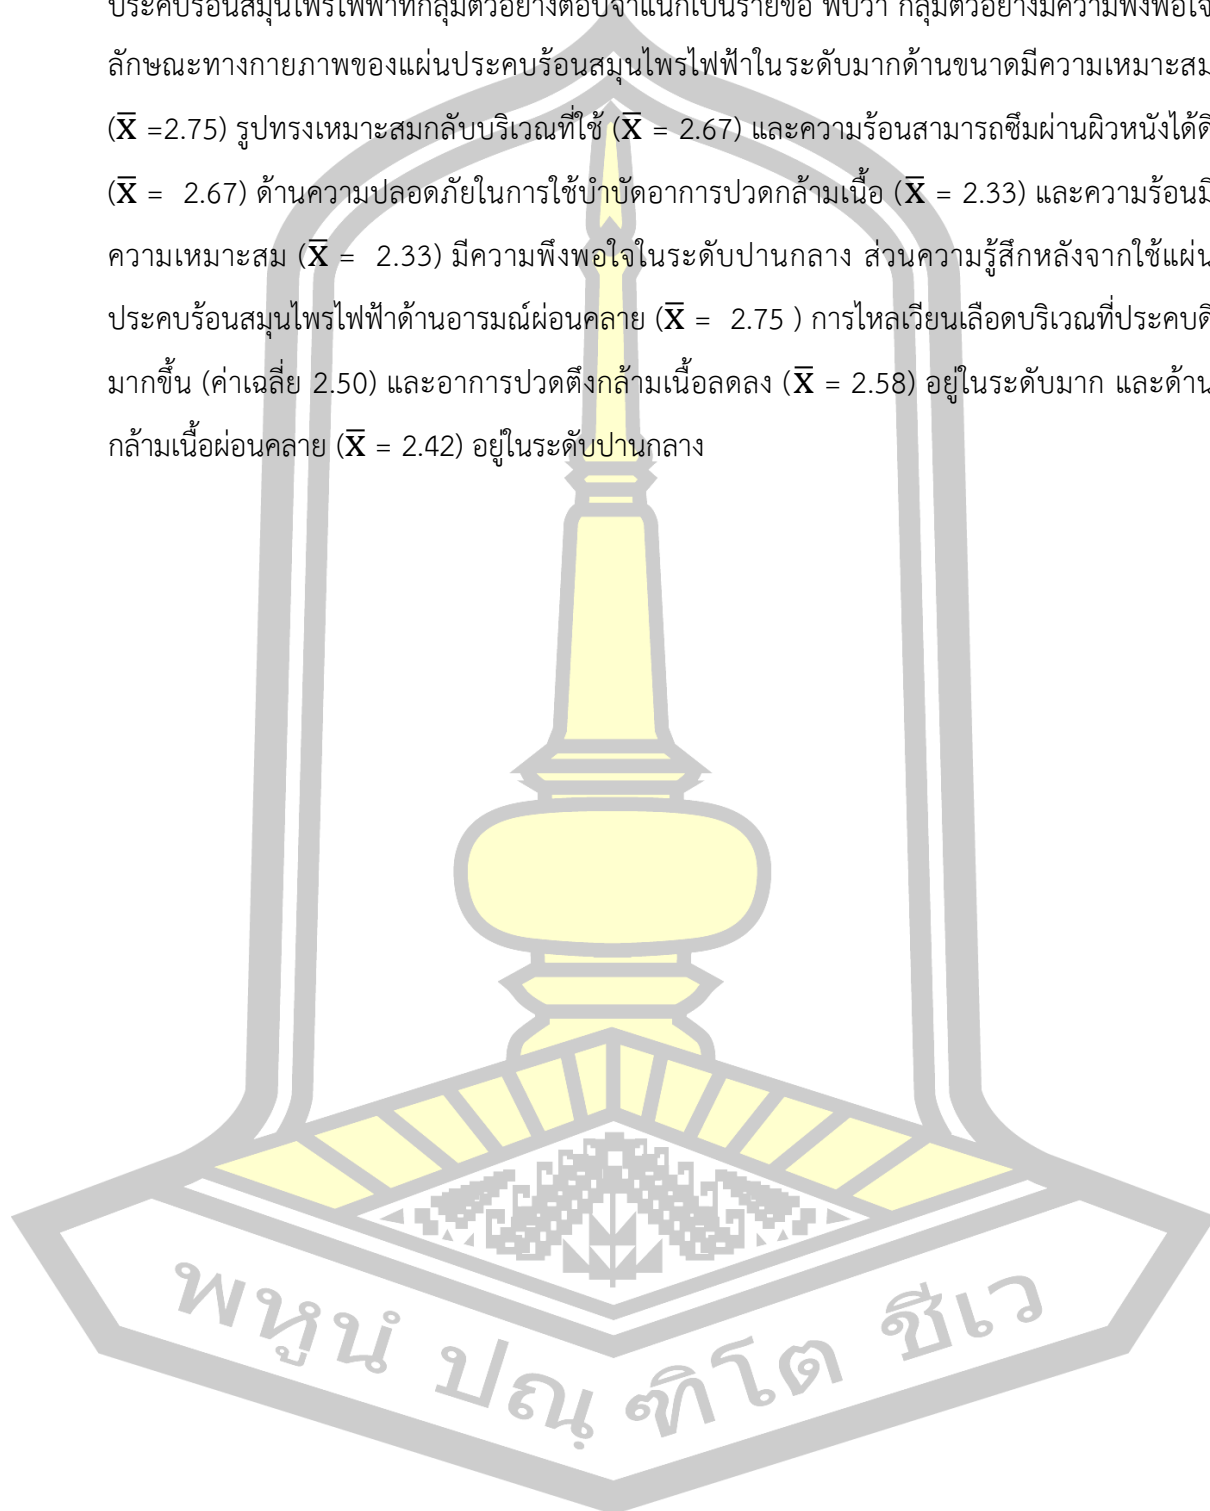 ประคบร้อนสมุนไพรไฟฟ้าที่กลุ่มตัวอย่างตอบจำแนกเป็นรายข้อ พบว่า กลุ่มตัวอย่างมีความพึงพอใจ
ลักษณะทางกายภาพของแผ่นประคบร้อนสมุนไพรไฟฟ้าในระดับมากด้านขนาดมีความเหมาะสม
(X̅ =2.75) รูปทรงเหมาะสมกลับบริเวณที่ใช้ (X̅ = 2.67) และความร้อนสามารถซึมผ่านผิวหนังได้ดี
(X̅ = 2.67) ด้านความปลอดภัยในการใช้บำบัดอาการปวดกล้ามเนื้อ (X̅ = 2.33) และความร้อนมี
ความเหมาะสม (X̅ = 2.33) มีความพึงพอใจในระดับปานกลาง ส่วนความรู้สึกหลังจากใช้แผ่น
ประคบร้อนสมุนไพรไฟฟ้าด้านอารมณ์ผ่อนคลาย (X̅ = 2.75 ) การไหลเวียนเลือดบริเวณที่ประคบดี
มากขึ้น (ค่าเฉลี่ย 2.50) และอาการปวดตึงกล้ามเนื้อลดลง (X̅ = 2.58) อยู่ในระดับมาก และด้าน
กล้ามเนื้อผ่อนคลาย (X̅ = 2.42) อยู่ในระดับปานกลาง
พหูนํ ปณฺฑิโต ชีเว